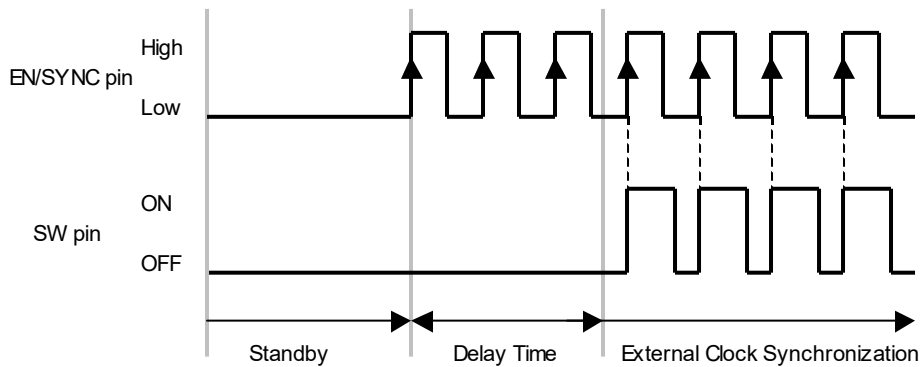 High
EN/SYNC pin
Low
ON
SW pin
OFF
Standby
Delay Time
External Clock Synchronization